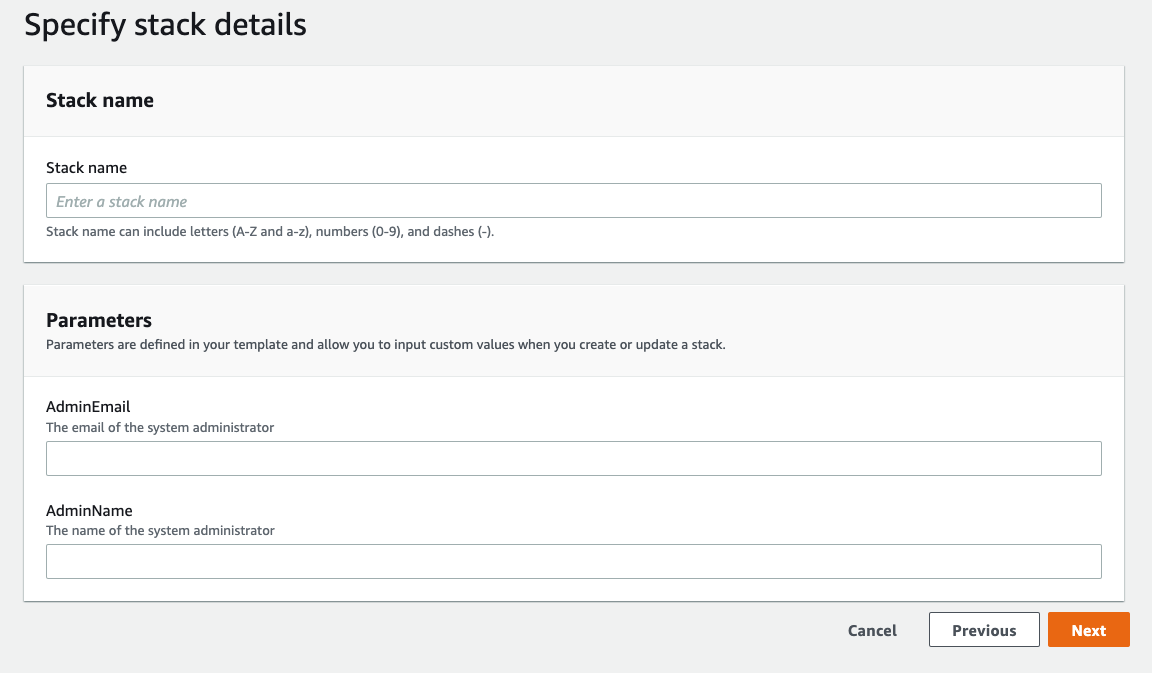 Specify stack details
Stack name
Stack name
Enter a stack name
Stack name can include letters (A-Z and a-z), numbers (0-9), and dashes (-).
Parameters
Parameters are defined in your template and allow you to input custom values when you create or update a stack.
AdminEmail
The email of the system administrator
AdminName
The name of the system administrator
Cancel Previous Next